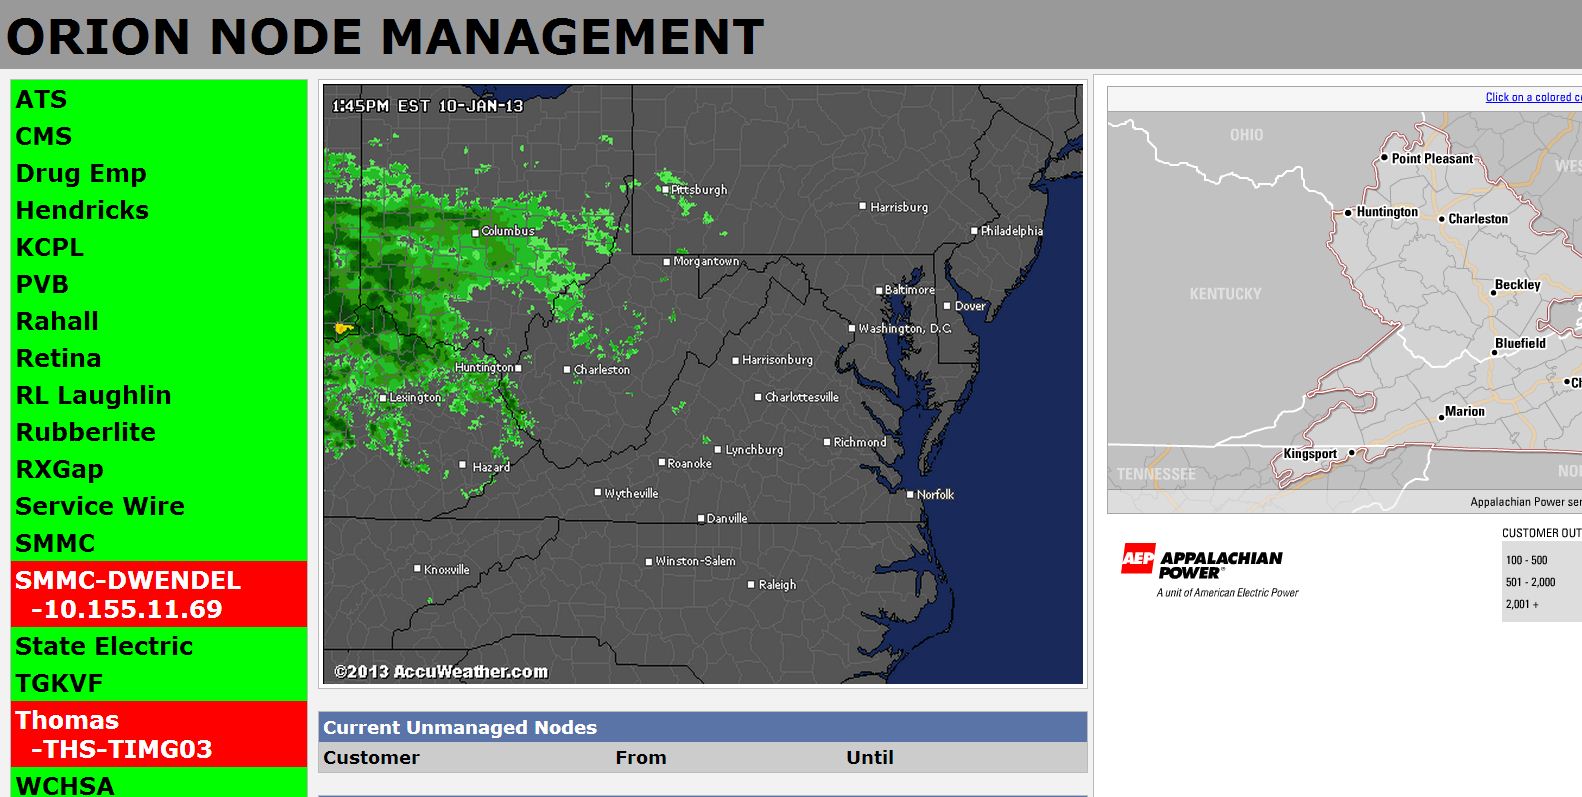 ORION NODE MANAGEMENT
ATS
CMS
Drug Emp
Hendricks
KCPL
PVB
Rahall
Retina
RL Laughlin
Rubberlite
RXGap
Service Wire
SMMC
SMMC-DWENDEL
-10.155.11.69
State Electric
TGKVF
Thomas
-THS-TIMG03
WCHSA
1:45PM EST 10-JAN-13
Pittsburgh
Harrisburg
Columbus
Philadelphia
Morgantown
Baltimore
Dover
Washington, D.C.
Harrisonburg
Huntington
Charleston
Lexington
Charlottesville
Richmond
Lynchburg
Roanoke
Hazard
Wytheville
Norfolk
Danville
Winston-Salem
Knoxville
Raleigh
©2013 AccuWeather.com
Current Unmanaged Nodes
Customer From Until
Click on a colored
OHIO
Point Pleasant
WES
Huntington
Charleston
Beckley
KENTUCKY
Bluefield
Marion
Kingsport
TENNESSEE
Appalachian Power
AEP APPALACHIAN
POWER®
A unit of American Electric Power
CUSTOMER
100 - 500
501 - 2,000
2,001 +